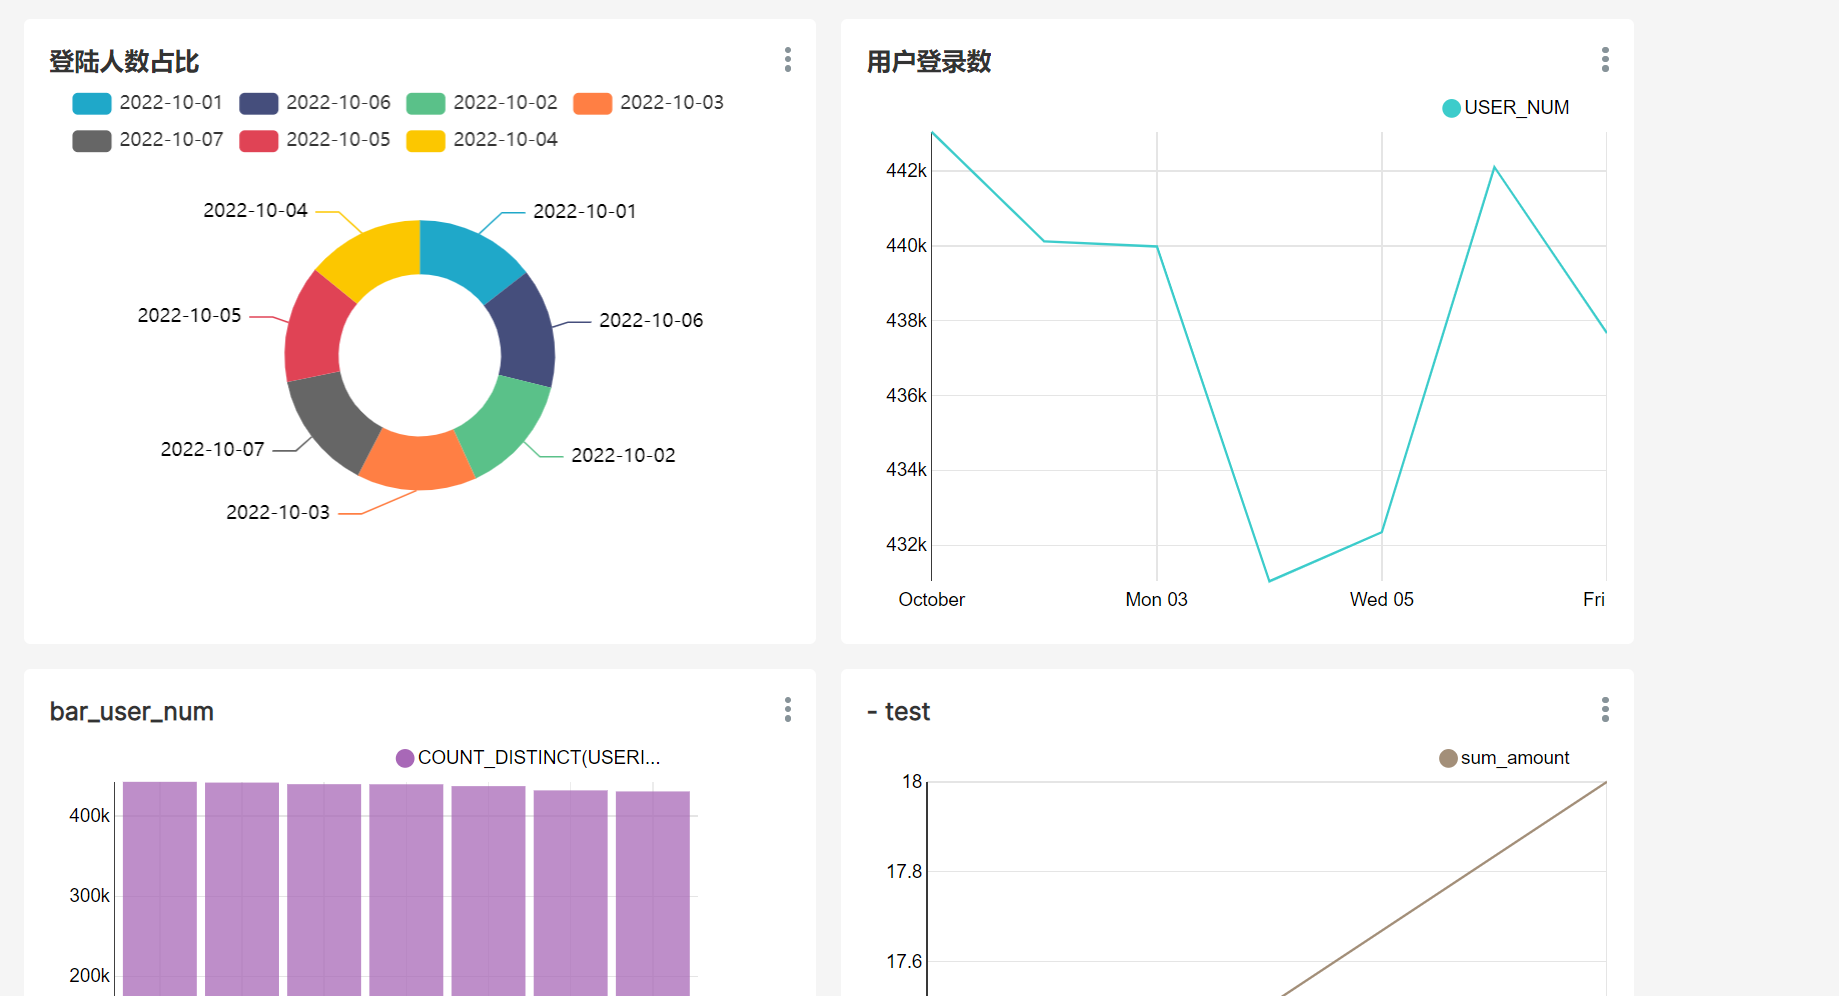 登陆人数占比
2022-10-01 2022-10-06 2022-10-02 2022-10-03
2022-10-07 2022-10-05 2022-10-04
2022-10-04
2022-10-01
2022-10-05
2022-10-06
2022-10-07
2022-10-02
2022-10-03
用户登录数
USER_NUM
442k
440k
438k
436k
434k
432k
October Mon 03 Wed 05 Fri
bar_user_num
COUNT_DISTINCT(USERI...
400k
300k
200k
- test
sum_amount
18
17.8
17.6